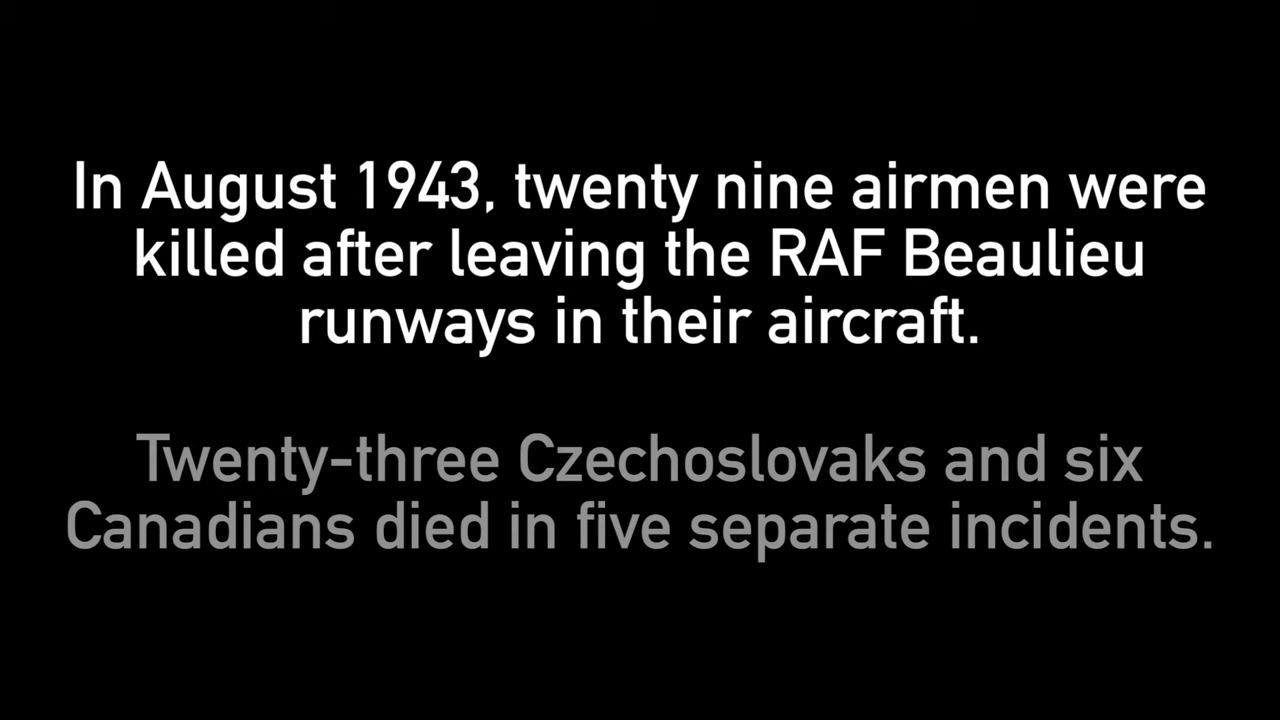 In August 1943, twenty nine airmen were
killed after leaving the RAF Beaulieu
runways in their aircraft.
Twenty-three Czechoslovaks and six
Canadians died in five separate incidents.